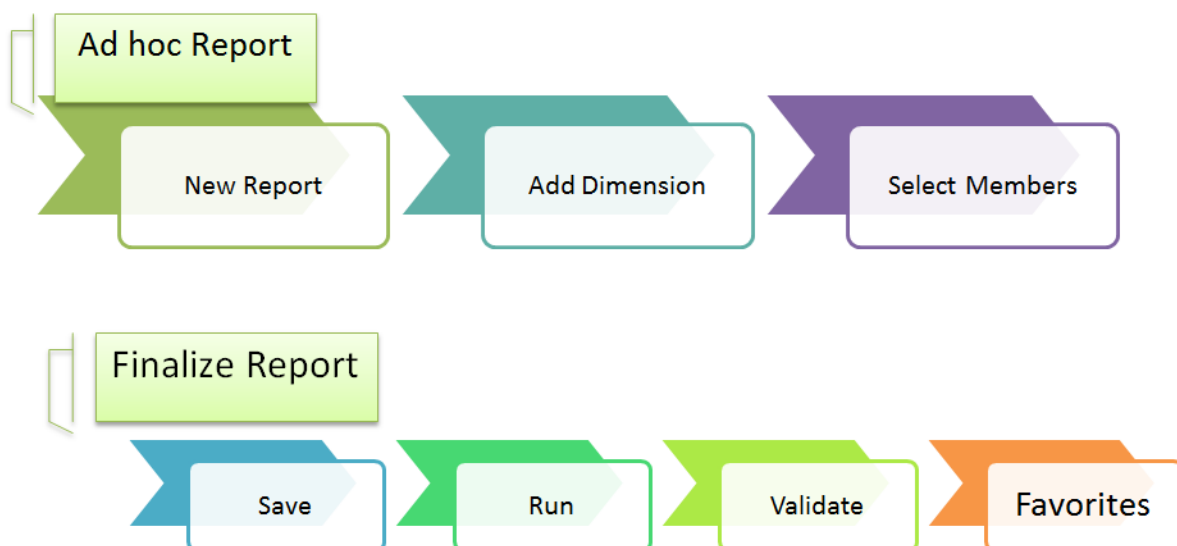 Ad hoc Report
New Report
Add Dimension
Select Members
Finalize Report
Save
Run
Validate
Favorites